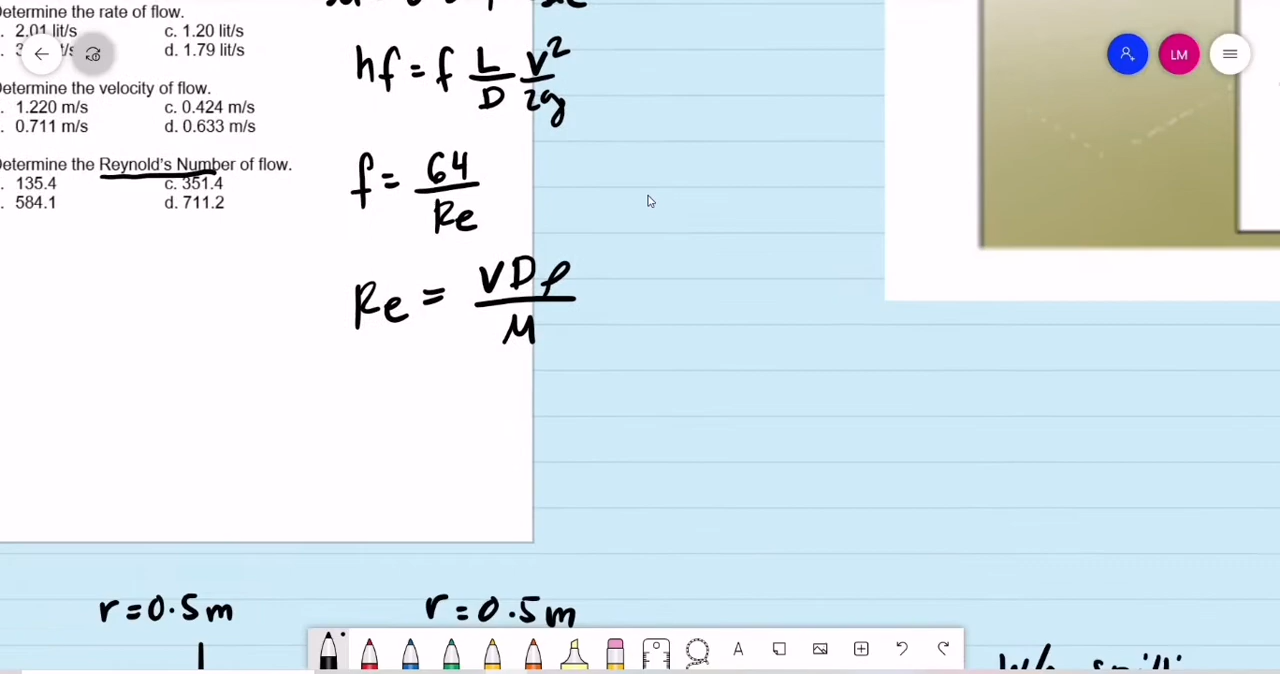 etermine the rate of flow.
. 2.01 lit/s c. 1.20 lit/s
. 3 t/s d. 1.79 lit/s
etermine the velocity of flow.
. 1.220 m/s c. 0.424 m/s
. 0.711 m/s d. 0.633 m/s
etermine the Reynold's Number of flow.
. 135.4 c. 351.4
. 584.1 d. 711.2
hf = f L/D V²/2g
f = 64/Re
Re = VDρ/μ
LM
r = 0.5m r = 0.5m
A